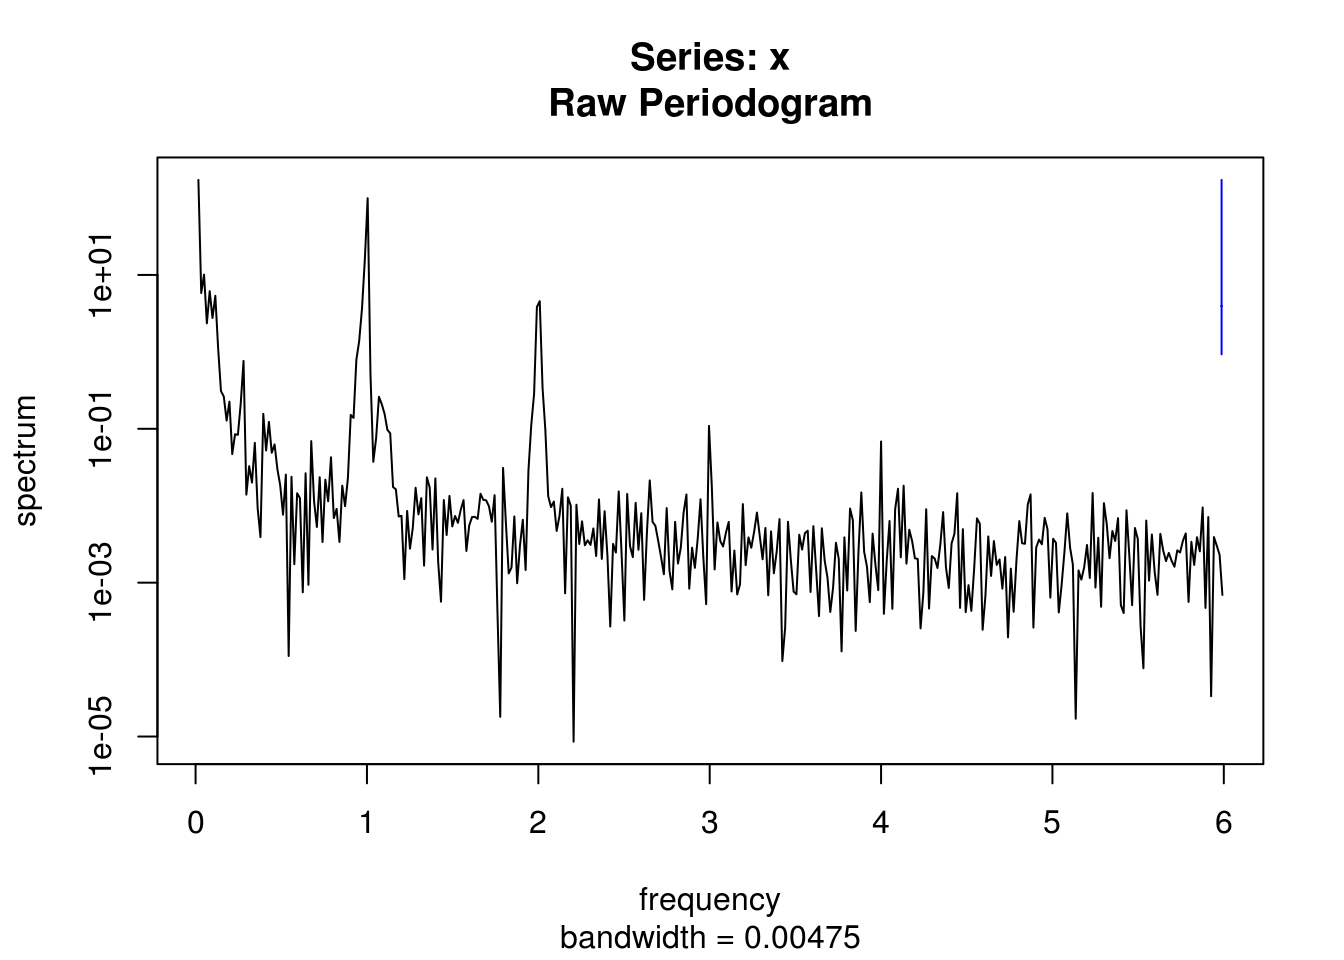 Series: x
Raw Periodogram
spectrum
1e+01
1e-01
1e-03
1e-05
0 1 2 3 4 5 6
frequency
bandwidth = 0.00475